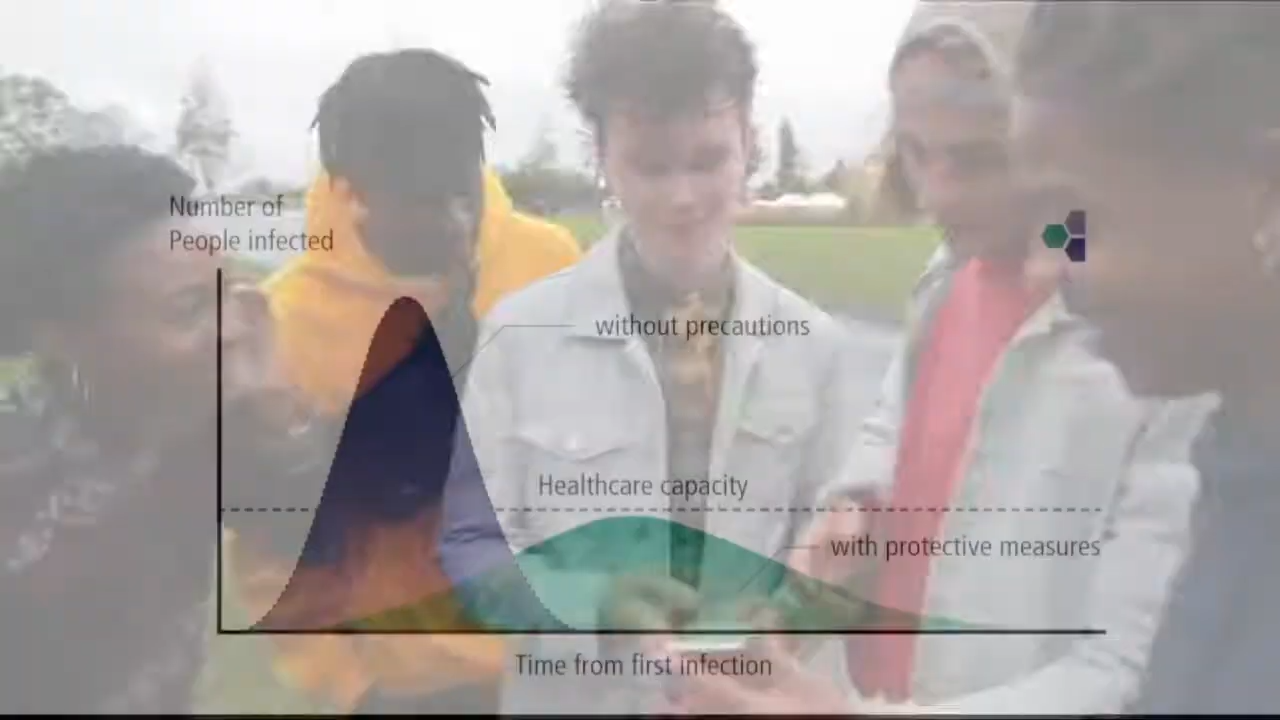 Number of
People infected
without precautions
Healthcare capacity
with protective measures
Time from first infection